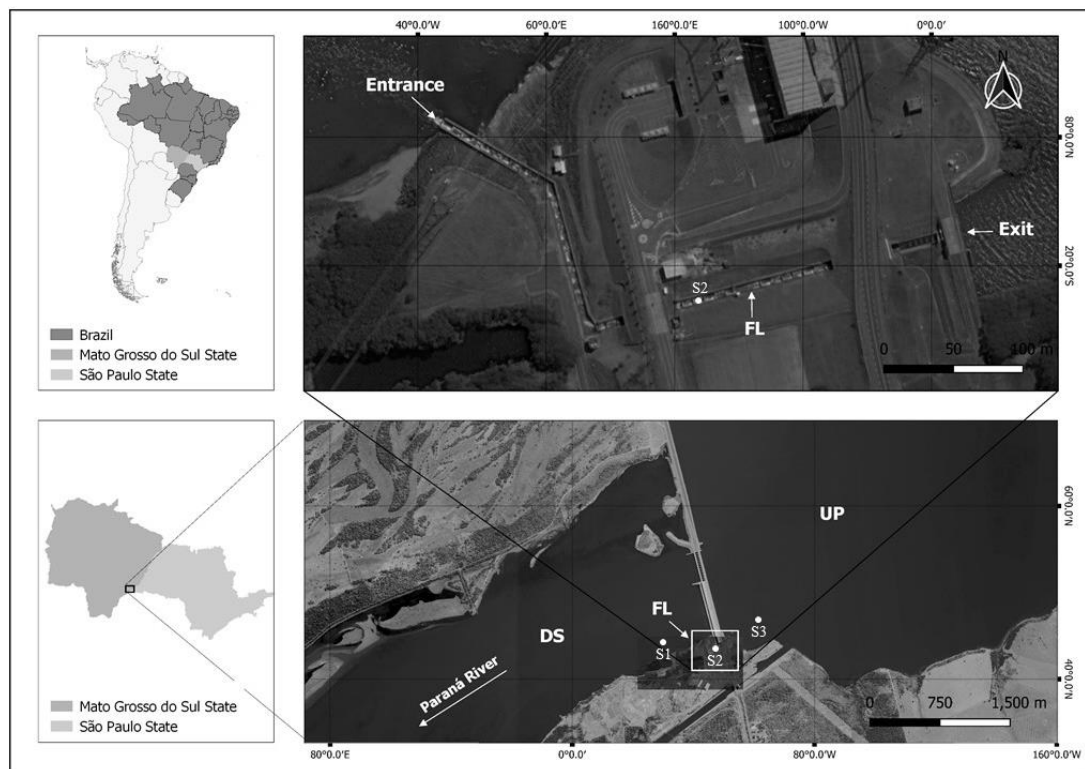 40°0.0'W
60°0.0'E
160°0.0'E
100°0.0'W
0°0.0'
Entrance
80°0.0'N
Exit
20°0.0'S
S2
FL
0
50
100 m
Brazil
Mato Grosso do Sul State
São Paulo State
UP
60°0.0'N
FL
S3
DS
S1
S2
Paraná River
40°0.0'N
0
750
1,500 m
Mato Grosso do Sul State
São Paulo State
80°0.0'E
0°0.0'
80°0.0'W
160°0.0'W